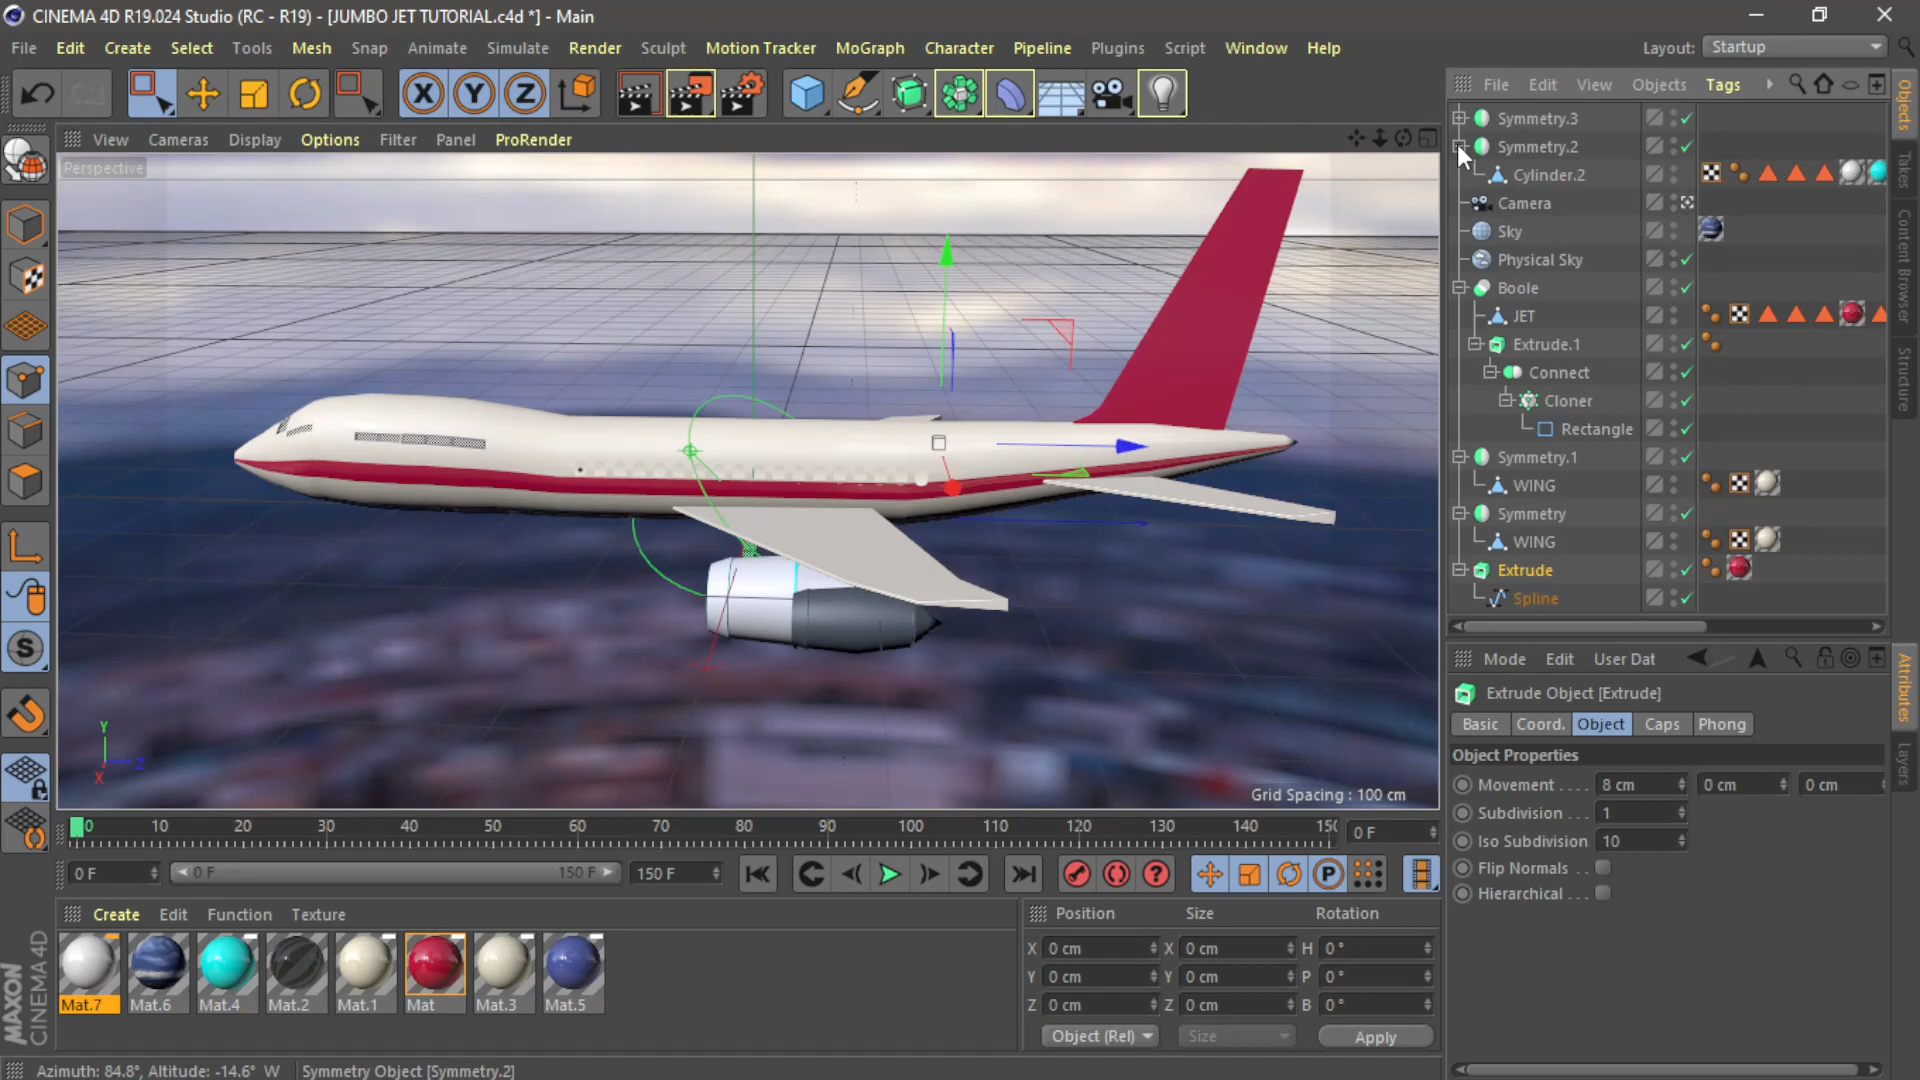 CINEMA 4D R19.024 Studio (RC - R19) - [JUMBO JET TUTORIAL.c4d *] - Main
File Edit Create Select Tools Mesh Snap Animate Simulate Render Sculpt Motion Tracker MoGraph Character Pipeline Plugins Script Window Help Layout: Startup
File Edit View Objects Tags
View Cameras Display Options Filter Panel ProRender
Perspective
Symmetry.3
Symmetry.2
Cylinder.2
Camera
Sky
Physical Sky
Boole
JET
Extrude.1
Connect
Cloner
Rectangle
Symmetry.1
WING
Symmetry
WING
Extrude
Spline
Objects
Takes
Content Browser
Structure
Y
X Z
Grid Spacing : 100 cm
Mode Edit User Dat
Extrude Object [Extrude]
Basic Coord. Object Caps Phong
Object Properties
Movement . . . . 8 cm 0 cm 0 cm
Subdivision . . . 1
Iso Subdivision 10
Flip Normals . .
Hierarchical . . .
Attributes
Layers
0 10 20 30 40 50 60 70 80 90 100 110 120 130 140 150 0 F
0 F 0 F 150 F 150 F
Create Edit Function Texture
Mat.7 Mat.6 Mat.4 Mat.2 Mat.1 Mat Mat.3 Mat.5
Position Size Rotation
X 0 cm X 0 cm H 0 °
Y 0 cm Y 0 cm P 0 °
Z 0 cm Z 0 cm B 0 °
Object (Rel) Size Apply
MAXON
CINEMA 4D
Azimuth: 84.8°, Altitude: -14.6° W Symmetry Object [Symmetry.2]